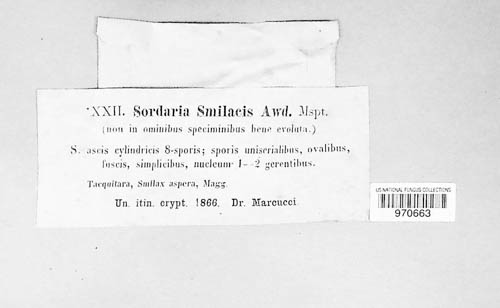 XXII. Sordaria Smilacis Awd. Mspt.
(non in ominibus speciminibus bene evoluta.)
S. ascis cylindricis 8-sporis; sporis uniserialibus, ovalibus,
fuscis, simplicibus, nucleum 1—2 gerentibus.
Tacquitara, Smilax aspera, Magg.
Un. itin. crypt. 1866. Dr. Marcucci.
US NATIONAL FUNGUS COLLECTIONS
970663